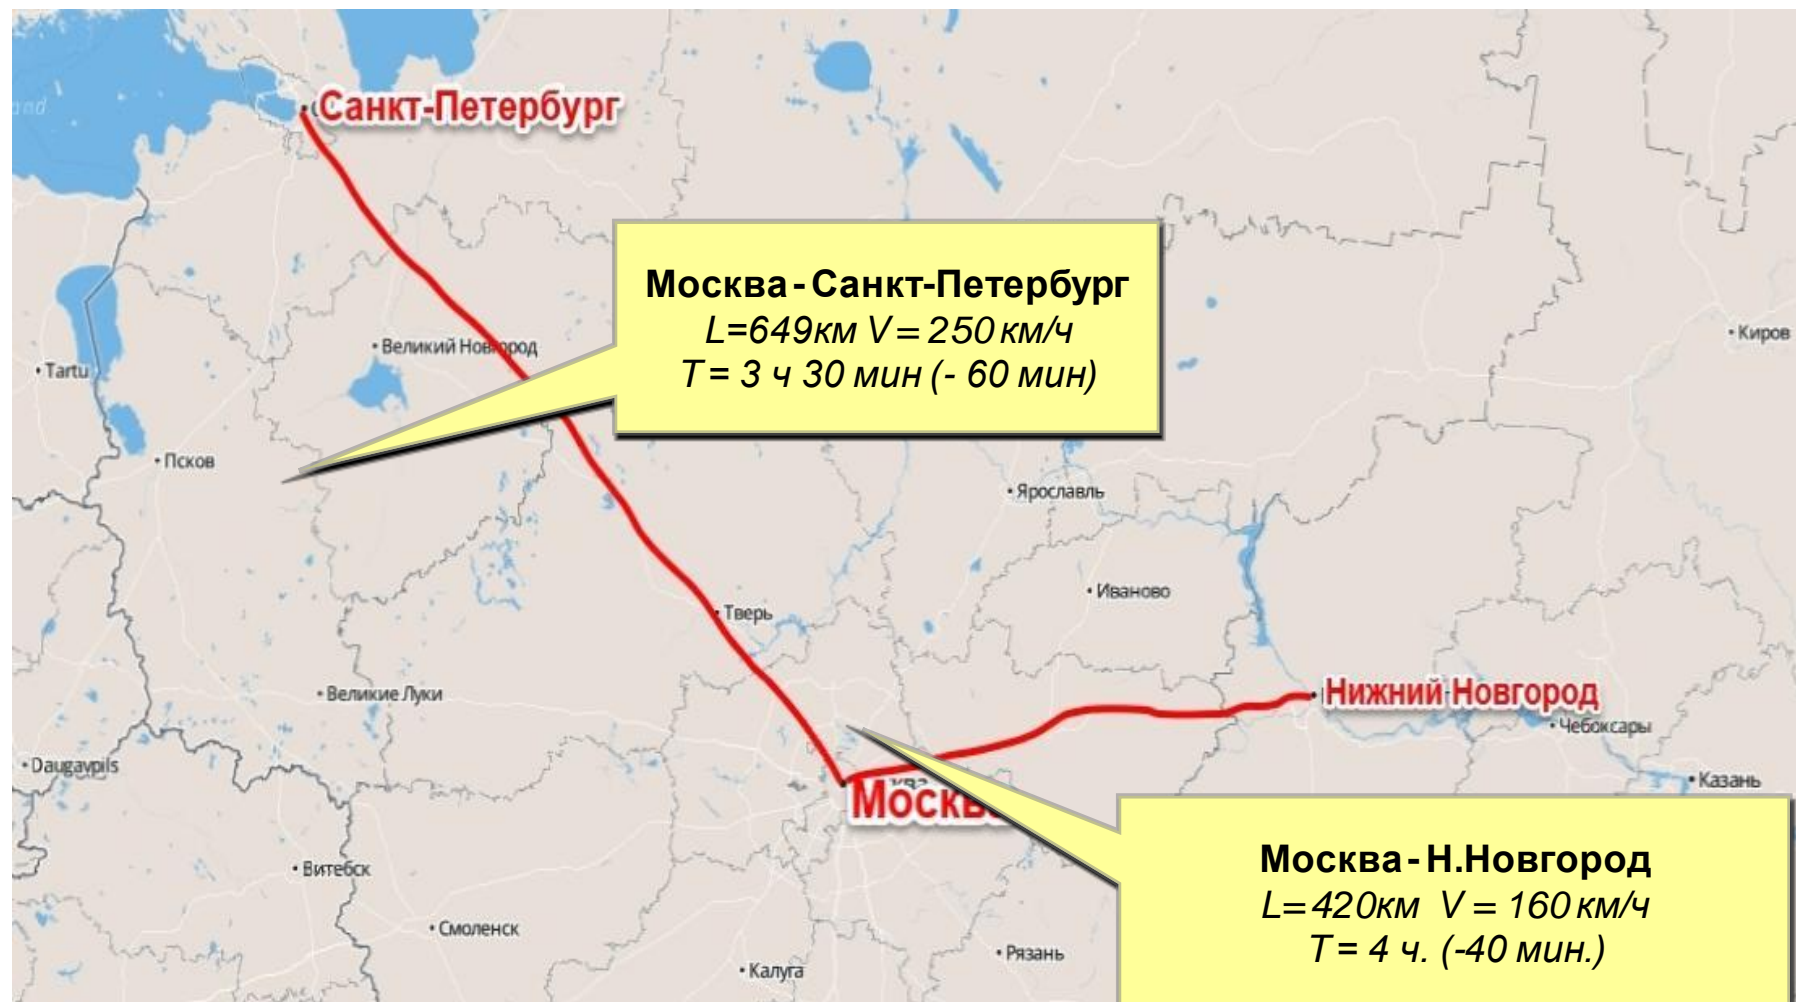 Санкт-Петербург
Москва - Санкт-Петербург
L=649км V = 250 км/ч
T = 3 ч 30 мин (- 60 мин)
Киров
Великий Новгород
Tartu
Псков
Ярославль
Иваново
Тверь
Великие Луки
Нижний Новгород
Чебоксары
Daugavpils
Казань
Москва
Москва - Н.Новгород
L=420км V = 160 км/ч
T = 4 ч. (-40 мин.)
Витебск
Смоленск
Рязань
Калуга